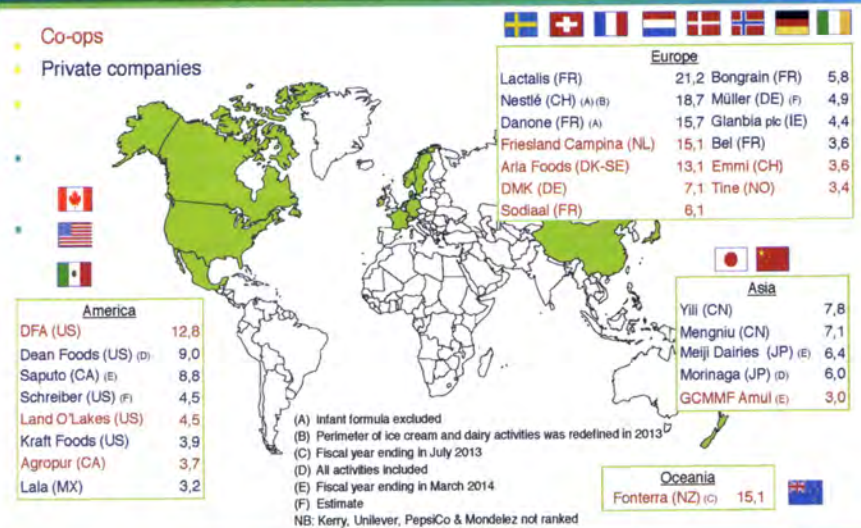 Co-ops
Private companies
Europe
Lactalis (FR) 21,2 Bongrain (FR) 5,8
Nestlé (CH) (A) (B) 18,7 Müller (DE) (F) 4,9
Danone (FR) (A) 15,7 Glanbia plc (IE) 4,4
Friesland Campina (NL) 15,1 Bel (FR) 3,6
Arla Foods (DK-SE) 13,1 Emmi (CH) 3,6
DMK (DE) 7,1 Tine (NO) 3,4
Sodiaal (FR) 6,1
America
DFA (US) 12,8
Dean Foods (US) (D) 9,0
Saputo (CA) (E) 8,8
Schreiber (US) (F) 4,5
Land O'Lakes (US) 4,5
Kraft Foods (US) 3,9
Agropur (CA) 3,7
Lala (MX) 3,2
Asia
Yili (CN) 7,8
Mengniu (CN) 7,1
Meiji Dairies (JP) (E) 6,4
Morinaga (JP) (D) 6,0
GCMMF Amul (E) 3,0
(A) Infant formula excluded
(B) Perimeter of ice cream and dairy activities was redefined in 2013
(C) Fiscal year ending in July 2013
(D) All activities included
(E) Fiscal year ending in March 2014
(F) Estimate
NB: Kerry, Unilever, PepsiCo & Mondelez not ranked
Oceania
Fonterra (NZ) (C) 15,1